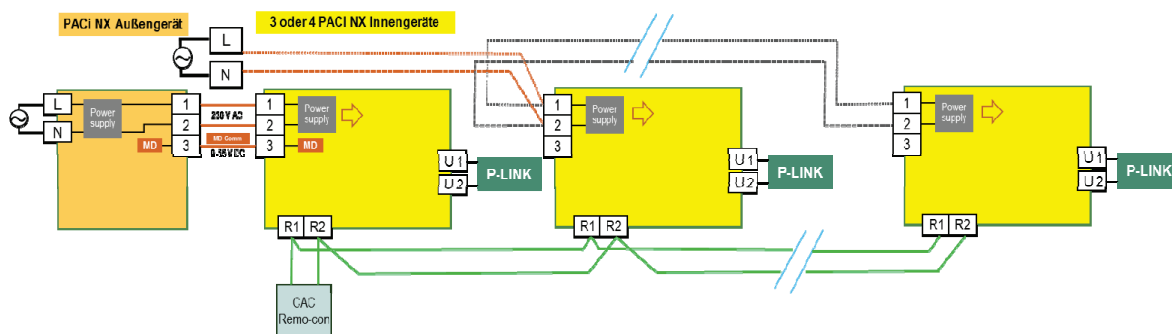 PACi NX Außengerät
3 oder 4 PACI NX Innengeräte
L
N
L
N
Power supply
MD
1
2
3
230 V AC
MD Comm
0-35V DC
1
2
3
Power supply
MD
U1
U2
P-LINK
1
2
3
Power supply
U1
U2
P-LINK
1
2
3
Power supply
U1
U2
P-LINK
R1
R2
R1
R2
R1
R2
CAC
Remo-con